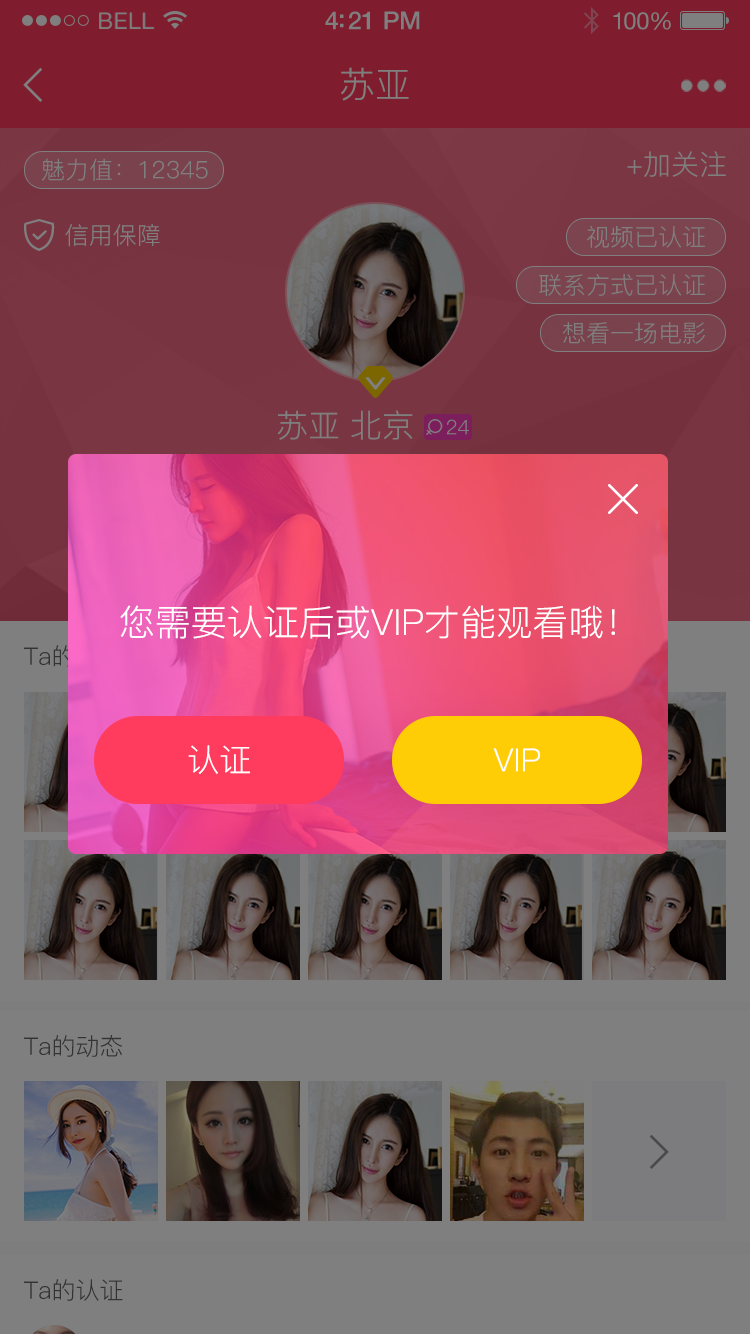 BELL 4:21 PM 100%
苏亚
魅力值：12345
+加关注
信用保障
视频已认证
联系方式已认证
想看一场电影
苏亚 北京 24
您需要认证后或VIP才能观看哦！
认证 VIP
Ta的
Ta的动态
Ta的认证